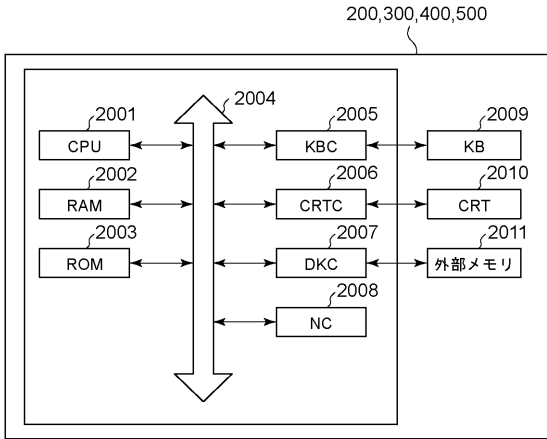 200,300,400,500
2004
2001
CPU
2002
RAM
2003
ROM
2005
KBC
2006
CRTC
2007
DKC
2008
NC
2009
KB
2010
CRT
2011
外部メモリ